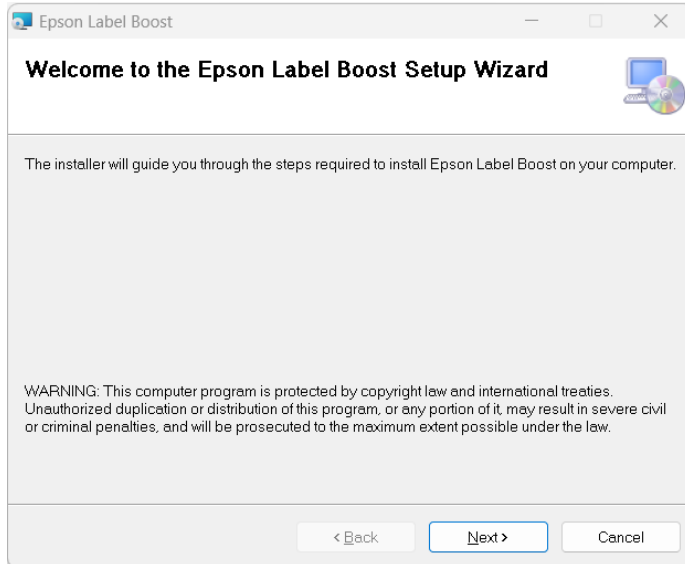 Epson Label Boost
Welcome to the Epson Label Boost Setup Wizard
The installer will guide you through the steps required to install Epson Label Boost on your computer.
WARNING: This computer program is protected by copyright law and international treaties.
Unauthorized duplication or distribution of this program, or any portion of it, may result in severe civil
or criminal penalties, and will be prosecuted to the maximum extent possible under the law.
< Back Next > Cancel